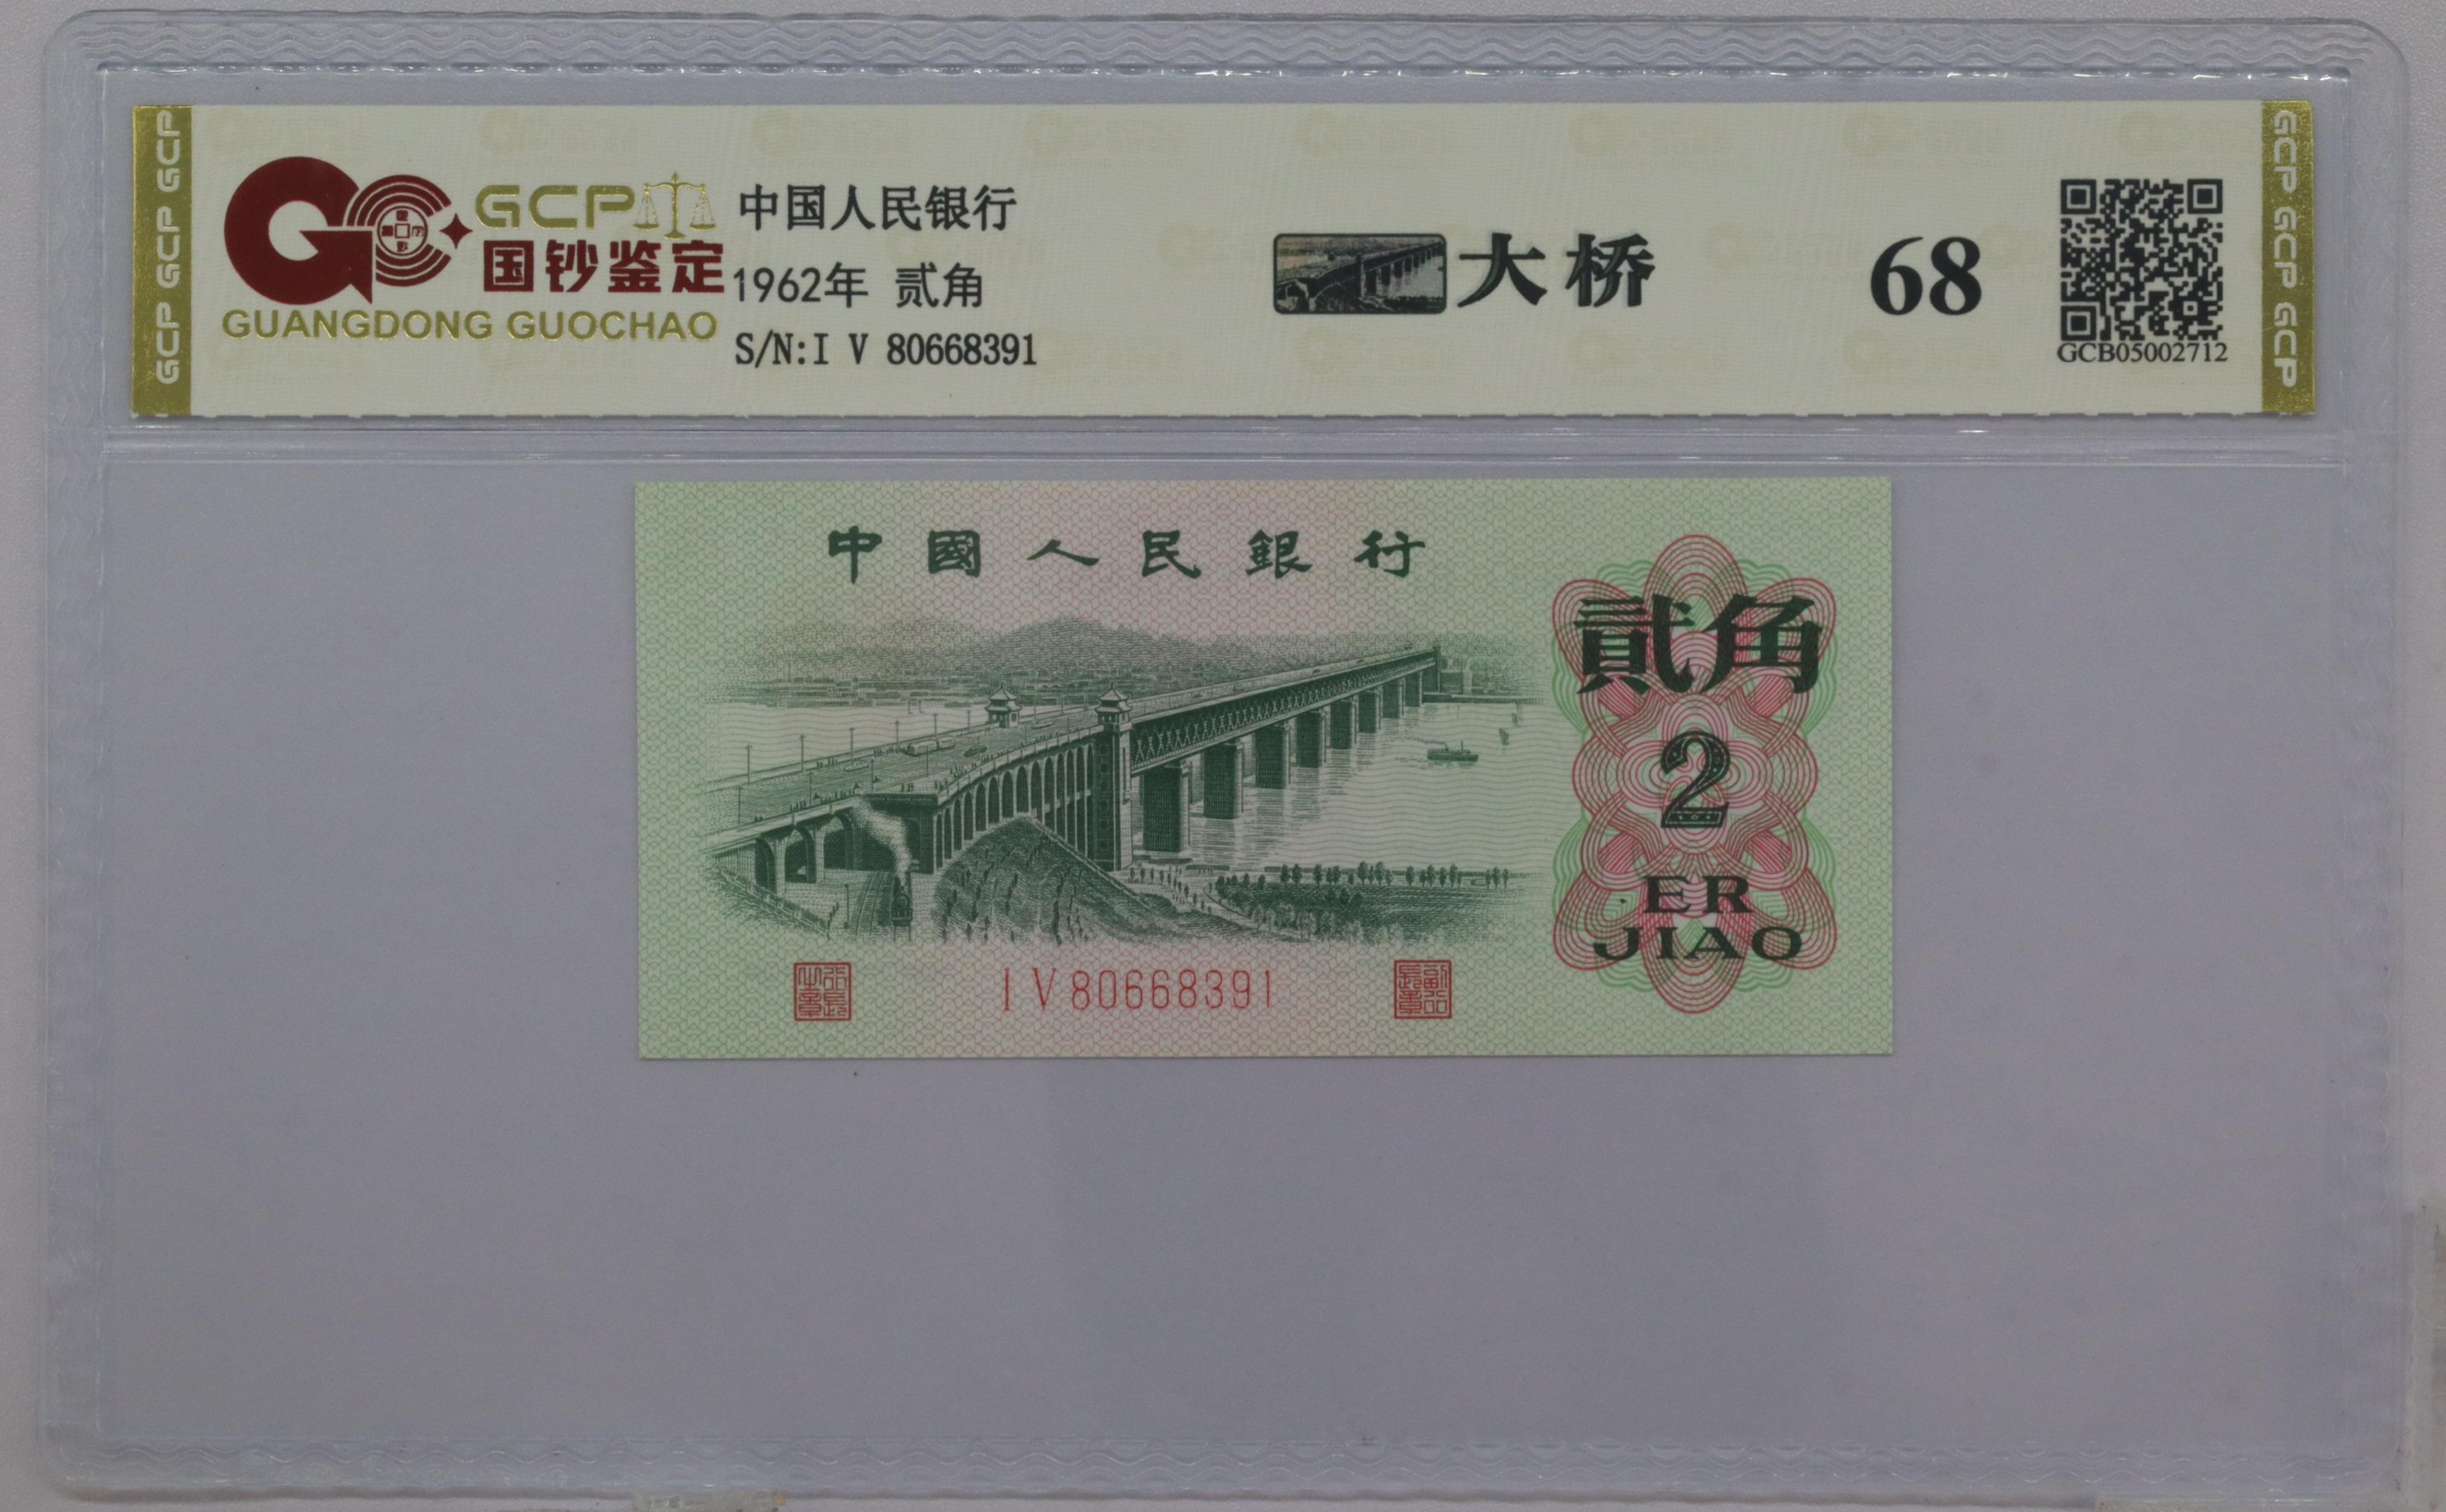 GCP GCP GCP
GCP
国钞鉴定
GUANGDONG GUOCHAO
中国人民银行
1962年 贰角
S/N:I V 80668391
大桥
68
GCB05002712
GCP GCP GCP
中國人民銀行
貳角
2
ER
JIAO
I V 80668391